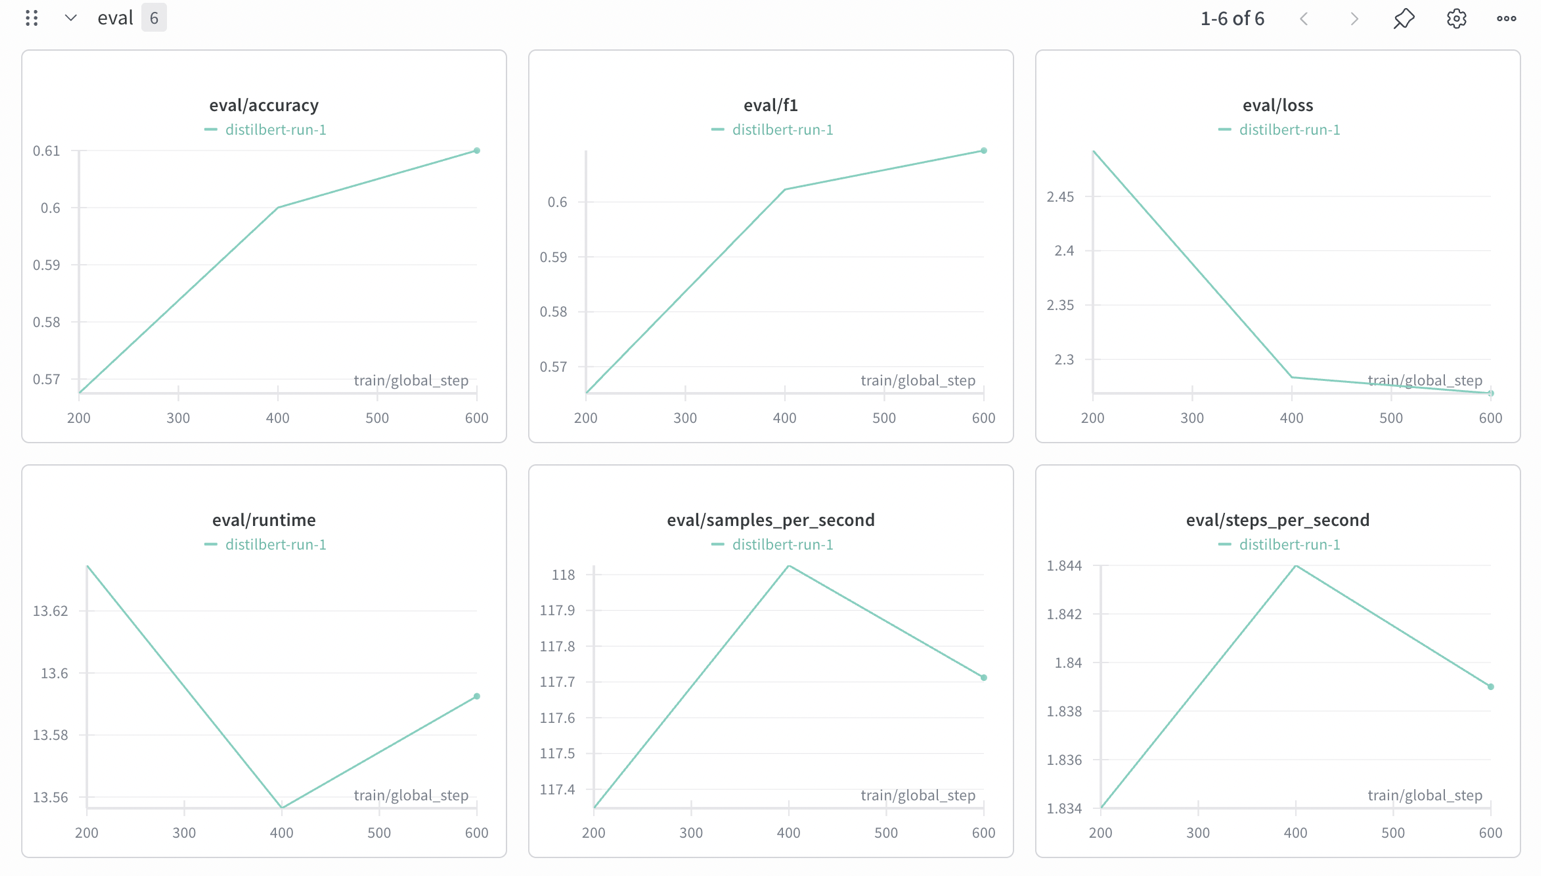 eval 6
1-6 of 6
eval/accuracy
distilbert-run-1
0.61
0.6
0.59
0.58
0.57
train/global_step
200 300 400 500 600
eval/f1
distilbert-run-1
0.6
0.59
0.58
0.57
train/global_step
200 300 400 500 600
eval/loss
distilbert-run-1
2.45
2.4
2.35
2.3
train/global_step
200 300 400 500 600
eval/runtime
distilbert-run-1
13.62
13.6
13.58
13.56
train/global_step
200 300 400 500 600
eval/samples_per_second
distilbert-run-1
118
117.9
117.8
117.7
117.6
117.5
117.4
train/global_step
200 300 400 500 600
eval/steps_per_second
distilbert-run-1
1.844
1.842
1.84
1.838
1.836
1.834
train/global_step
200 300 400 500 600